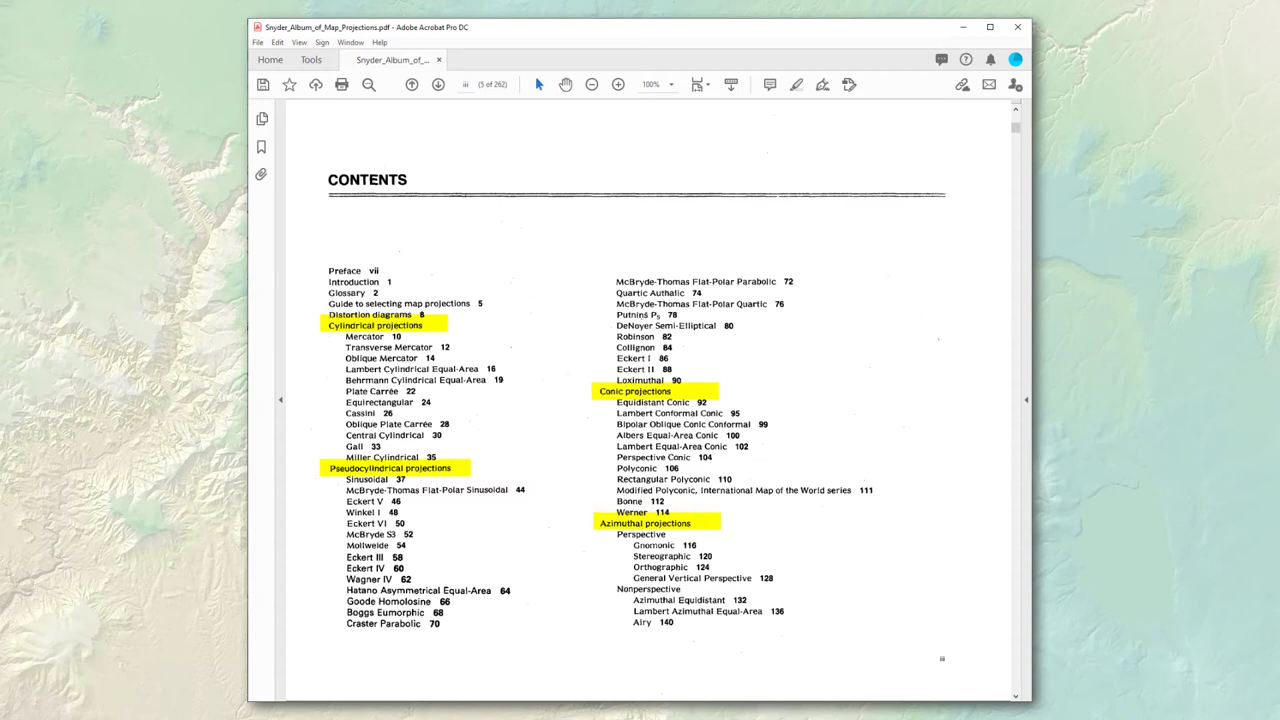 Snyder_Album_of_Map_Projections.pdf - Adobe Acrobat Pro DC
File Edit View Sign Window Help
Home Tools Snyder_Album_of_... ×
iii (5 of 262) 100%
CONTENTS
Preface vii
Introduction 1
Glossary 2
Guide to selecting map projections 5
Distortion diagrams 8
Cylindrical projections
Mercator 10
Transverse Mercator 12
Oblique Mercator 14
Lambert Cylindrical Equal-Area 16
Behrmann Cylindrical Equal-Area 19
Plate Carrée 22
Equirectangular 24
Cassini 26
Oblique Plate Carrée 28
Central Cylindrical 30
Gall 33
Miller Cylindrical 35
Pseudocylindrical projections
Sinusoidal 37
McBryde-Thomas Flat-Polar Sinusoidal 44
Eckert V 46
Winkel I 48
Eckert VI 50
McBryde S3 52
Mollweide 54
Eckert III 58
Eckert IV 60
Wagner IV 62
Hatano Asymmetrical Equal-Area 64
Goode Homolosine 66
Boggs Eumorphic 68
Craster Parabolic 70
McBryde-Thomas Flat-Polar Parabolic 72
Quartic Authalic 74
McBryde-Thomas Flat-Polar Quartic 76
Putniņš P₅ 78
DeNoyer Semi-Elliptical 80
Robinson 82
Collignon 84
Eckert I 86
Eckert II 88
Loximuthal 90
Conic projections
Equidistant Conic 92
Lambert Conformal Conic 95
Bipolar Oblique Conic Conformal 99
Albers Equal-Area Conic 100
Lambert Equal-Area Conic 102
Perspective Conic 104
Polyconic 106
Rectangular Polyconic 110
Modified Polyconic, International Map of the World series 111
Bonne 112
Werner 114
Azimuthal projections
Perspective
Gnomonic 116
Stereographic 120
Orthographic 124
General Vertical Perspective 128
Nonperspective
Azimuthal Equidistant 132
Lambert Azimuthal Equal-Area 136
Airy 140
iii